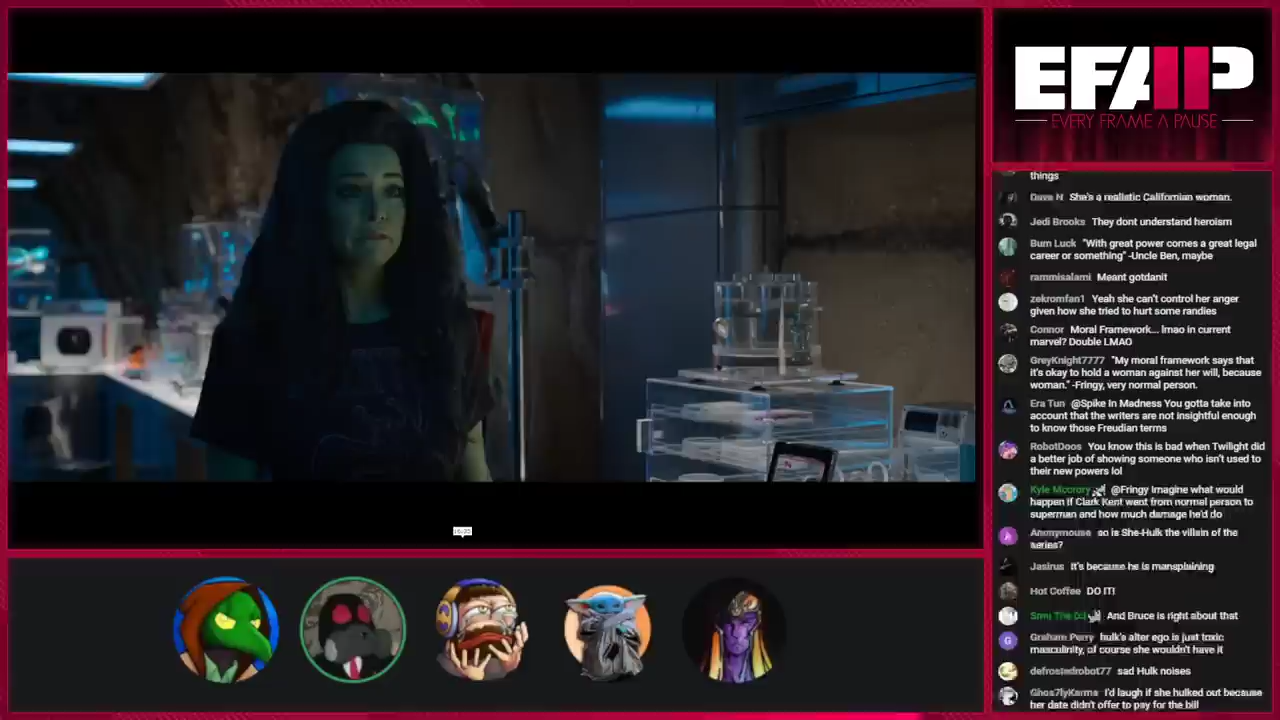 EFAP
EVERY FRAME A PAUSE
things
Dave N She's a realistic Californian woman.
Jedi Brooks They dont understand heroism
Bum Luck "With great power comes a great legal
career or something" -Uncle Ben, maybe
rammisalami Meant gotdanit
zekromfan1 Yeah she can't control her anger
given how she tried to hurt some randies
Connor Moral Framework... lmao in current
marvel? Double LMAO
GreyKnight7777 "My moral framework says that
it's okay to hold a woman against her will, because
woman." -Fringy, very normal person.
Era Tun @Spike In Madness You gotta take into
account that the writers are not insightful enough
to know those Freudian terms
RobotDoos You know this is bad when Twilight did
a better job of showing someone who isn't used to
their new powers lol
Kyle Mccrory @Fringy Imagine what would
happen if Clark Kent went from normal person to
superman and how much damage he'd do
Anonymouse so is She-Hulk the villain of the
series?
Jasirus It's because he is mansplaining
Hot Coffee DO IT!
And Bruce is right about that
Graham Perry hulk's alter ego is just toxic
masculinity, of course she wouldn't have it
defrostedrobot77 sad Hulk noises
Ghos7lyKarma I'd laugh if she hulked out because
her date didn't offer to pay for the bill